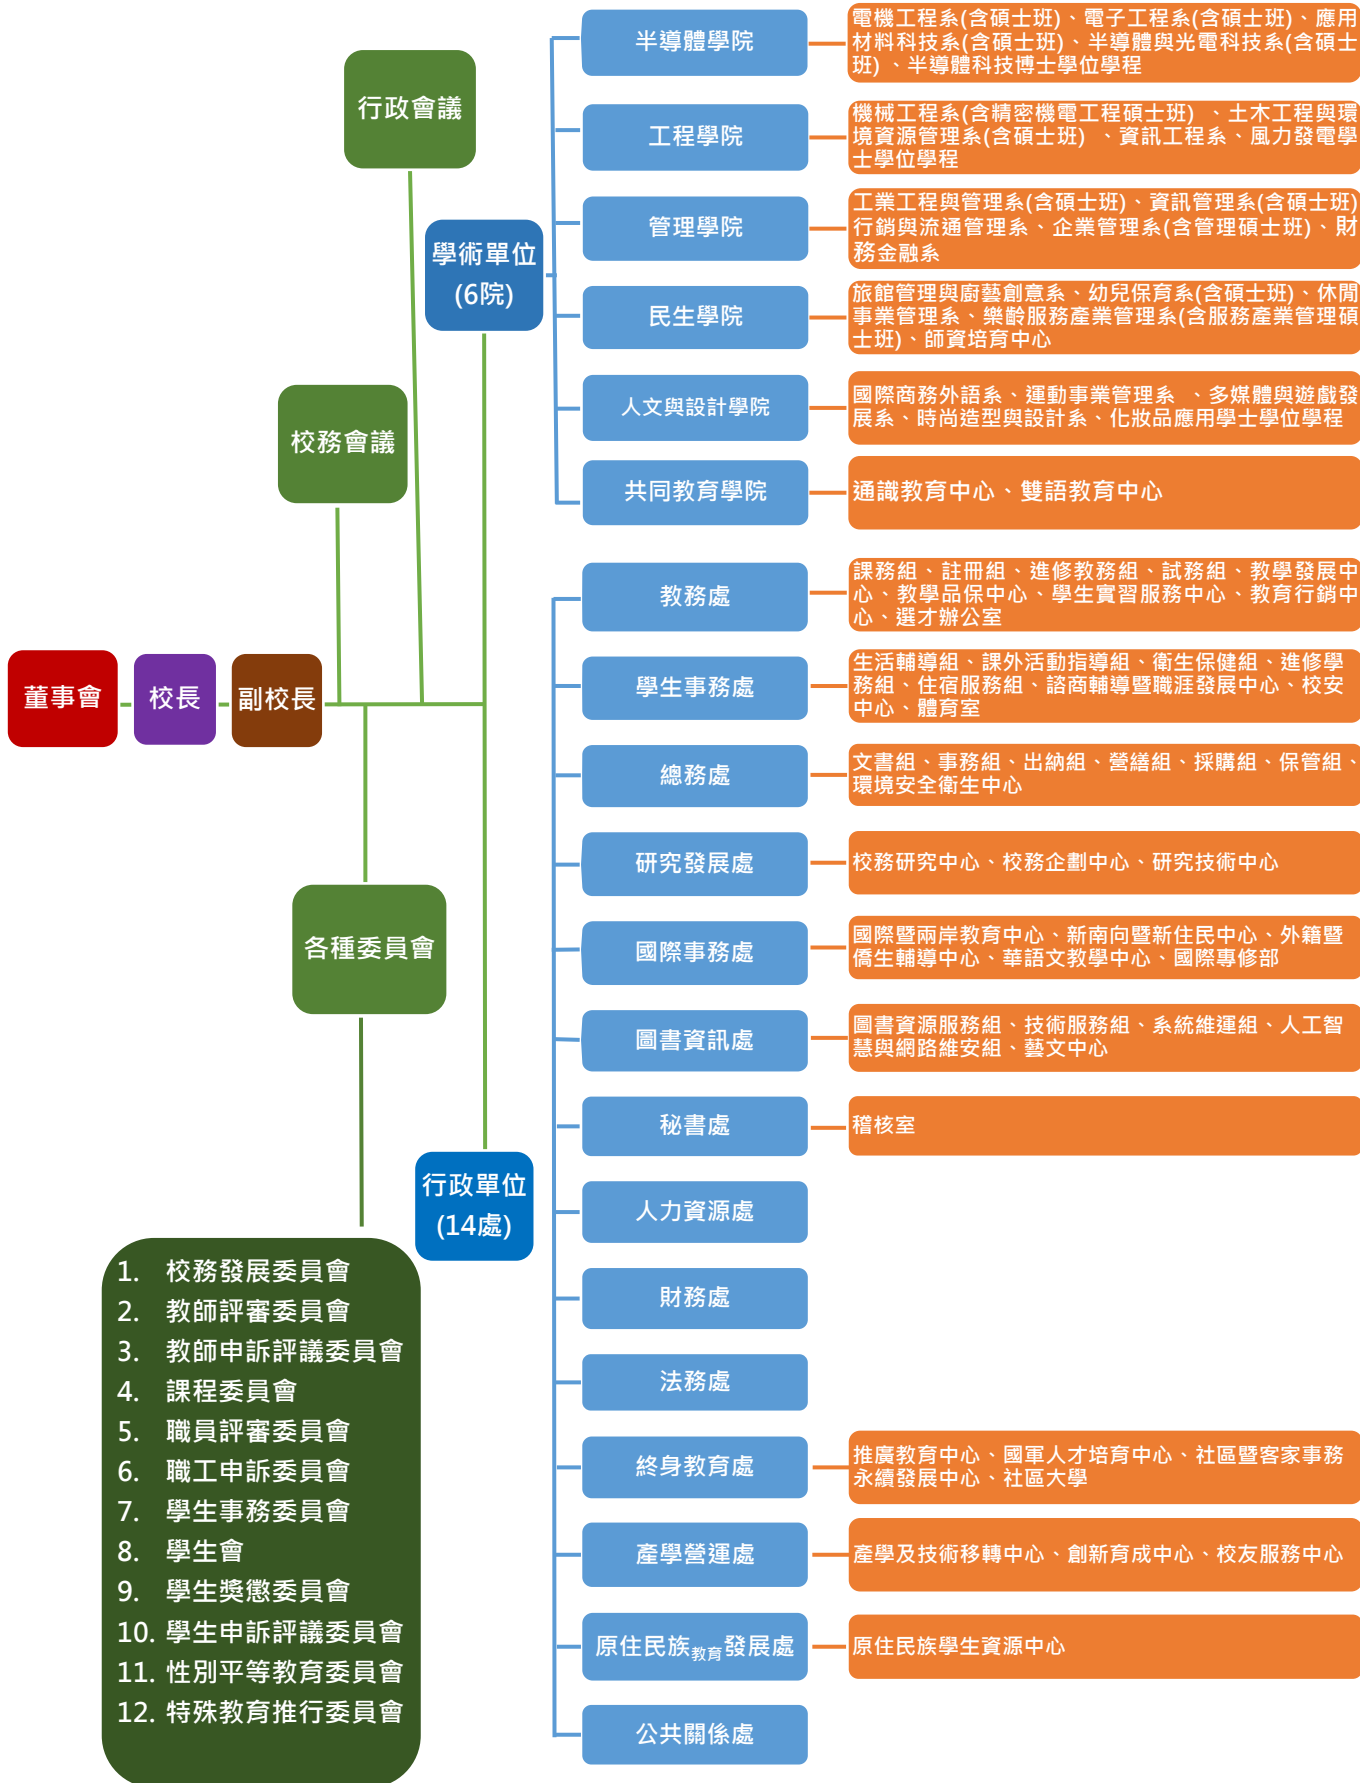 董事會
校長
副校長
行政會議
校務會議
各種委員會
1. 校務發展委員會
2. 教師評審委員會
3. 教師申訴評議委員會
4. 課程委員會
5. 職員評審委員會
6. 職工申訴委員會
7. 學生事務委員會
8. 學生會
9. 學生獎懲委員會
10. 學生申訴評議委員會
11. 性別平等教育委員會
12. 特殊教育推行委員會
學術單位
(6院)
半導體學院
電機工程系(含碩士班)、電子工程系(含碩士班)、應用
材料科技系(含碩士班)、半導體與光電科技系(含碩士
班) 、半導體科技博士學位學程
工程學院
機械工程系(含精密機電工程碩士班) 、土木工程與環
境資源管理系(含碩士班) 、資訊工程系、風力發電學
士學位學程
管理學院
工業工程與管理系(含碩士班)、資訊管理系(含碩士班)
行銷與流通管理系、企業管理系(含管理碩士班)、財
務金融系
民生學院
旅館管理與廚藝創意系、幼兒保育系(含碩士班)、休閒
事業管理系、樂齡服務產業管理系(含服務產業管理碩
士班)、師資培育中心
人文與設計學院
國際商務外語系、運動事業管理系 、多媒體與遊戲發
展系、時尚造型與設計系、化妝品應用學士學位學程
共同教育學院
通識教育中心、雙語教育中心
行政單位
(14處)
教務處
課務組、註冊組、進修教務組、試務組、教學發展中
心、教學品保中心、學生實習服務中心、教育行銷中
心、選才辦公室
學生事務處
生活輔導組、課外活動指導組、衛生保健組、進修學
務組、住宿服務組、諮商輔導暨職涯發展中心、校安
中心、體育室
總務處
文書組、事務組、出納組、營繕組、採購組、保管組、
環境安全衛生中心
研究發展處
校務研究中心、校務企劃中心、研究技術中心
國際事務處
國際暨兩岸教育中心、新南向暨新住民中心、外籍暨
僑生輔導中心、華語文教學中心、國際專修部
圖書資訊處
圖書資源服務組、技術服務組、系統維運組、人工智
慧與網路維安組、藝文中心
秘書處
稽核室
人力資源處
財務處
法務處
終身教育處
推廣教育中心、國軍人才培育中心、社區暨客家事務
永續發展中心、社區大學
產學營運處
產學及技術移轉中心、創新育成中心、校友服務中心
原住民族教育發展處
原住民族學生資源中心
公共關係處